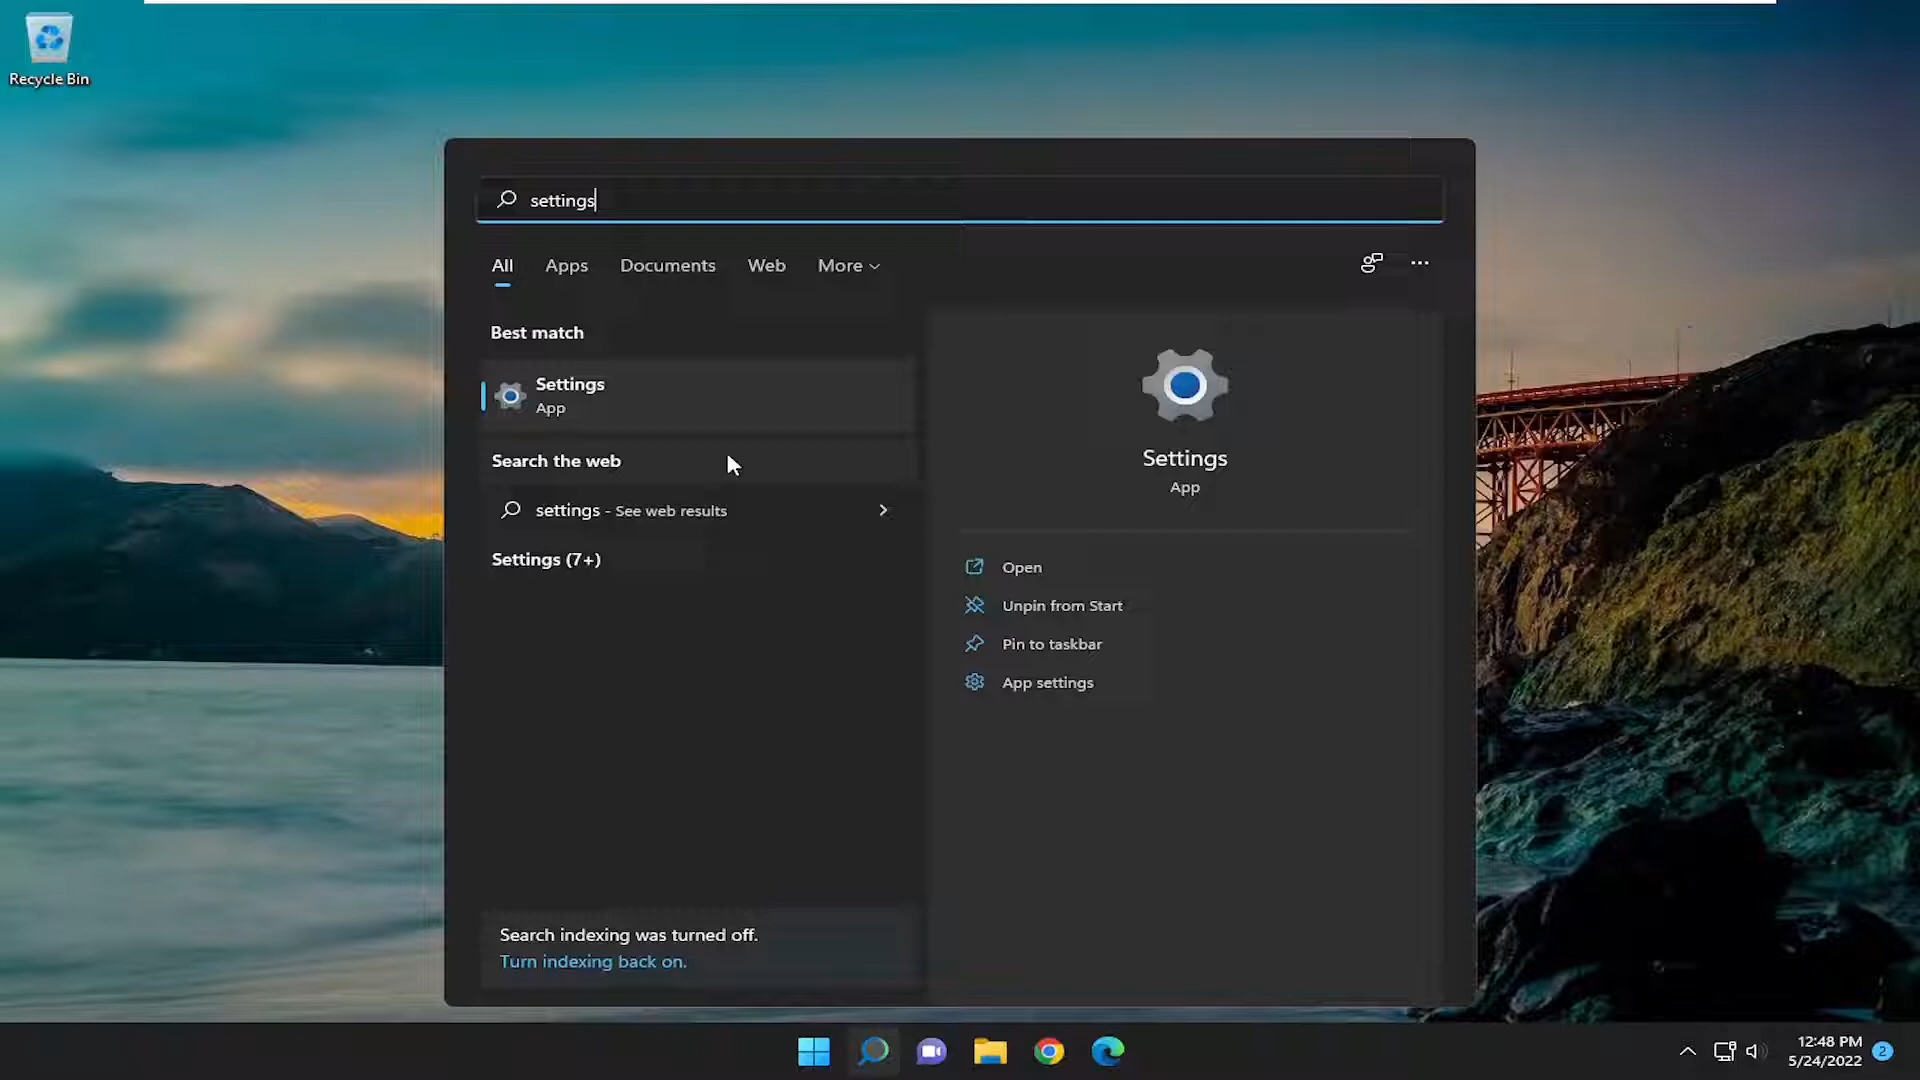 Recycle Bin
settings
All Apps Documents Web More
Best match
Settings
App
Search the web
settings - See web results
Settings (7+)
Settings
App
Open
Unpin from Start
Pin to taskbar
App settings
Search indexing was turned off.
Turn indexing back on.
12:48 PM
5/24/2022
2